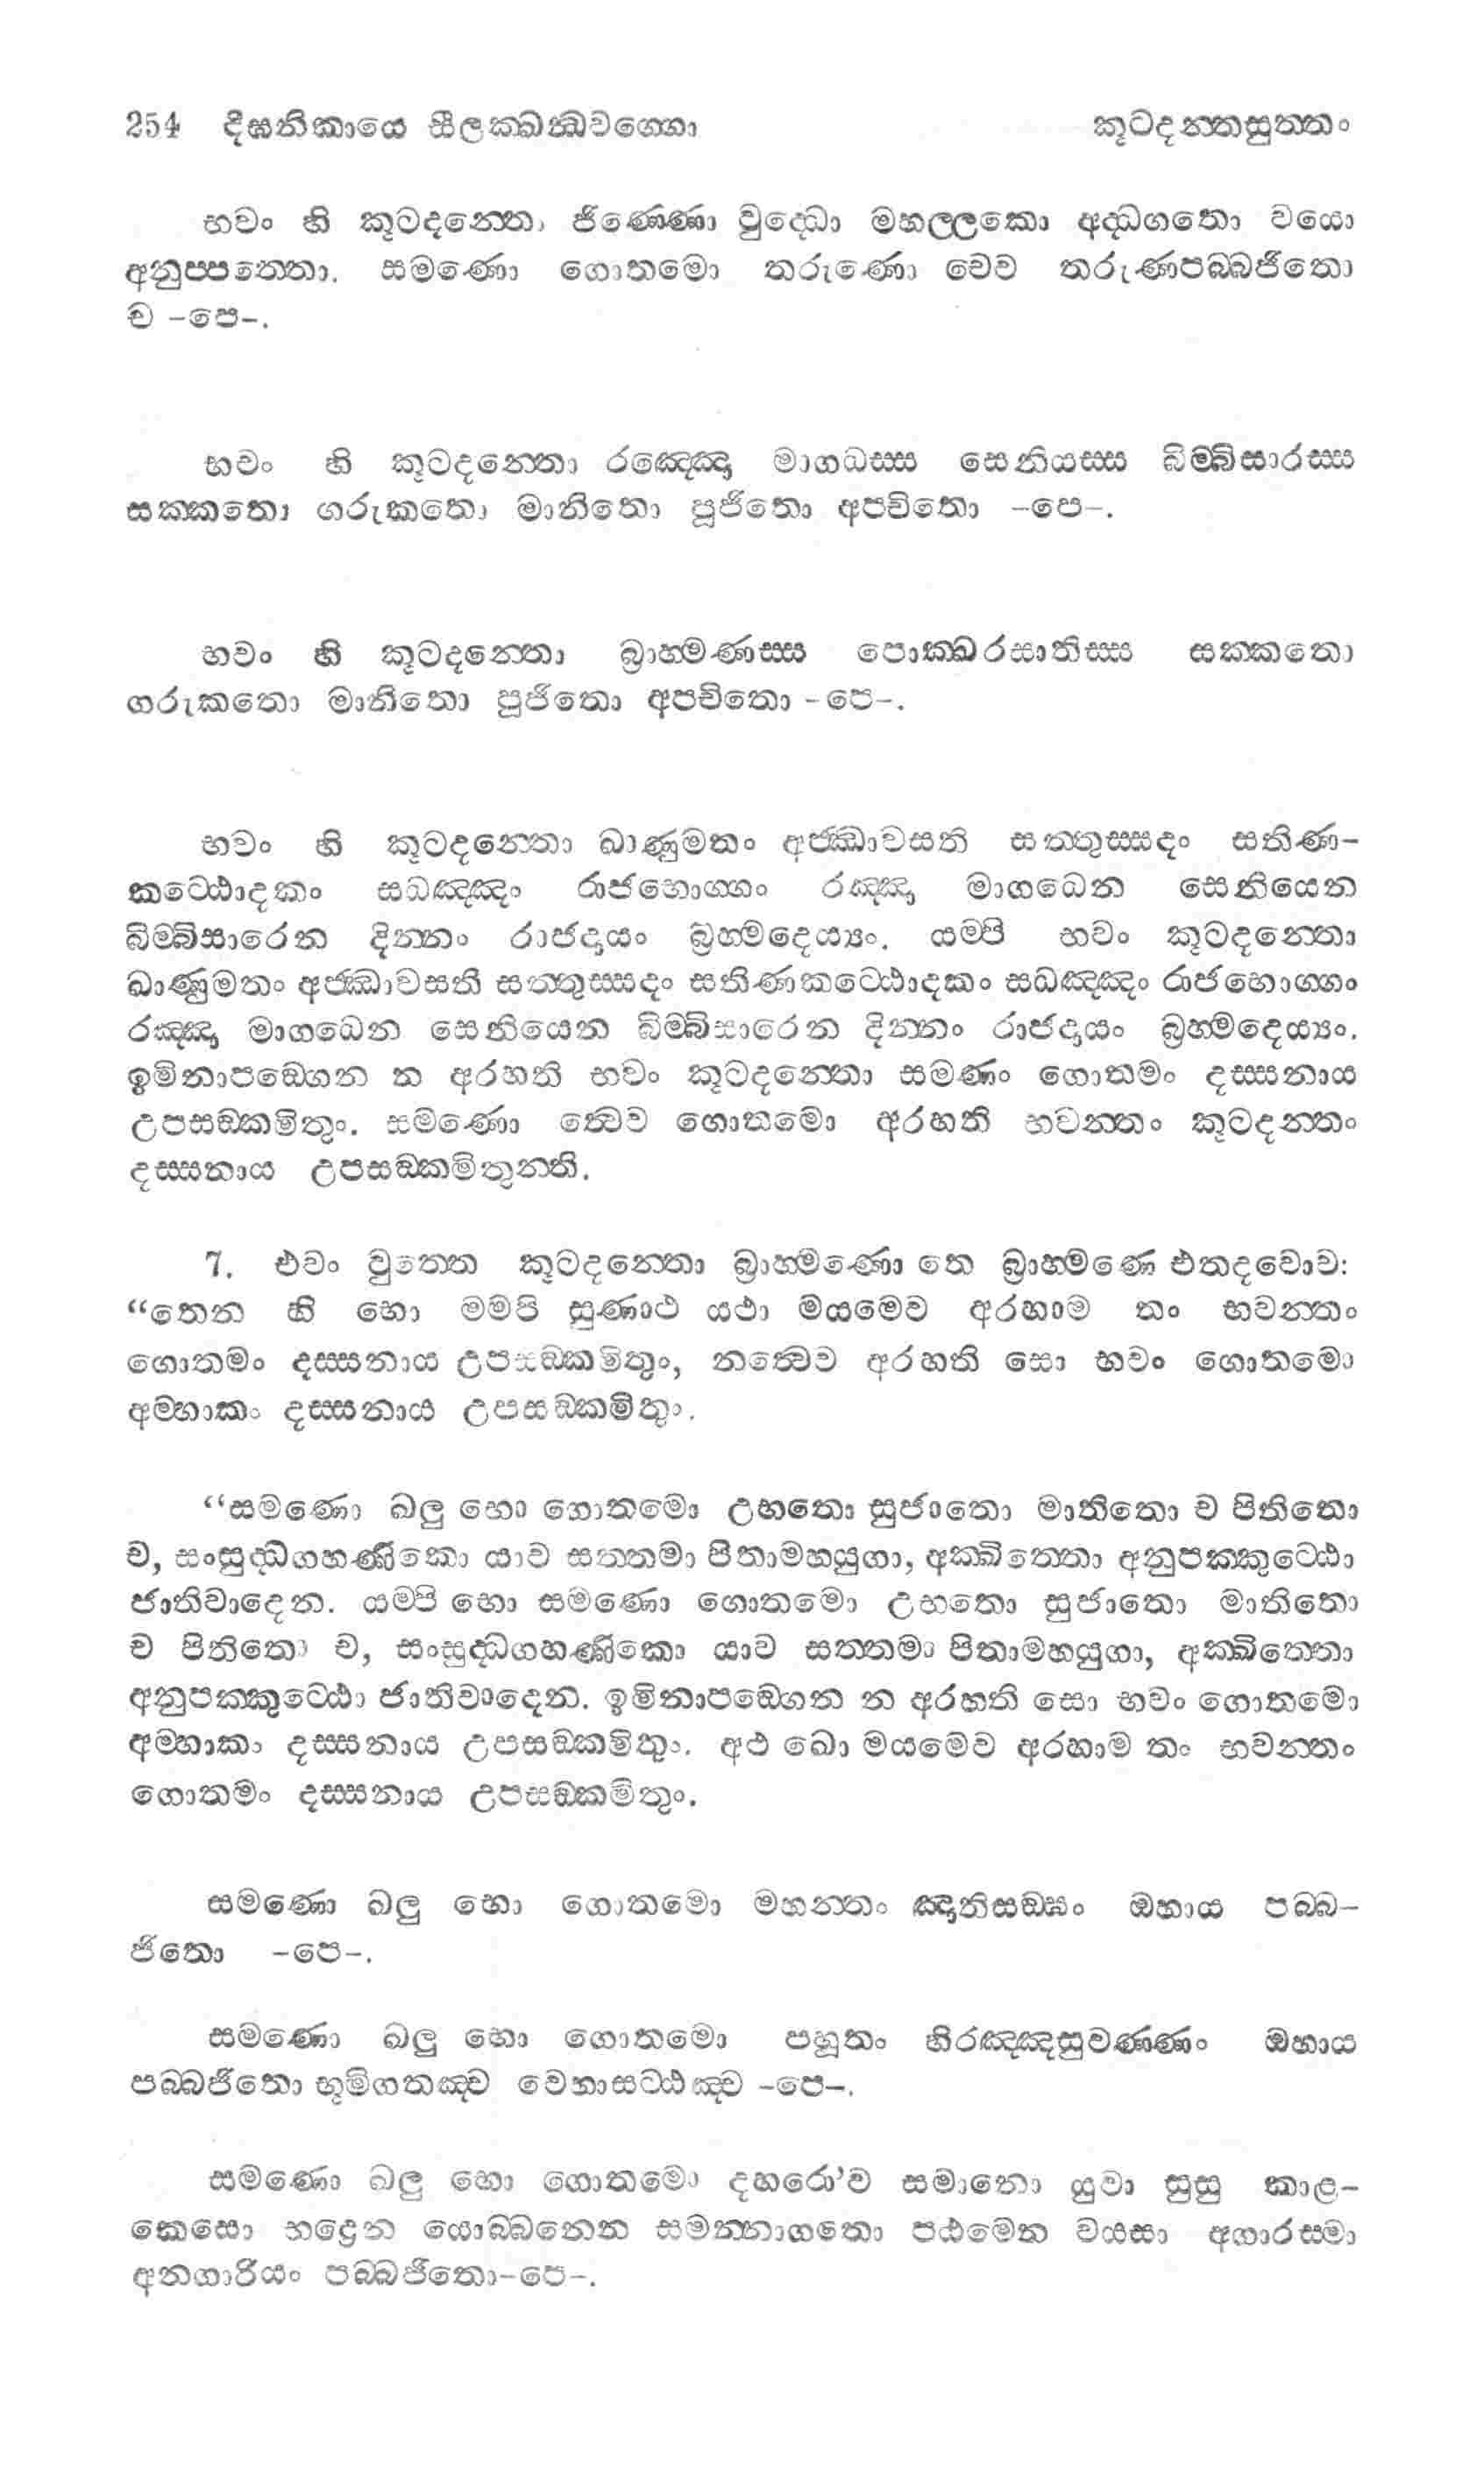 254 දීඝනිකායෙ සීලක්ඛන්ධවග්ගො කූටදන්තසුත්තං
භවං හි කූටදන්තො ජිණ්ණො වුද්ධො මහල්ලකො අද්ධගතො වයො
අනුප්පත්තො. සමණො ගොතමො තරුණො චෙව තරුණපබ්බජිතො
ච -පෙ-.
භවං හි කූටදන්තො රඤ්ඤො මාගධස්ස සෙනියස්ස බිම්බිසාරස්ස
සක්කතො ගරුකතො මානිතො පූජිතො අපචිතො -පෙ-.
භවං හි කූටදන්තො බ්‍රාහ්මණස්ස පොක්ඛරසාතිස්ස සක්කතො
ගරුකතො මානිතො පූජිතො අපචිතො -පෙ-.
භවං හි කූටදන්තො ඛාණුමතං අජ්ඣාවසති සත්තුස්සදං සතිණ-
කට්ඨොදකං සධඤ්ඤං රාජභොග්ගං රඤ්ඤා මාගධෙන සෙනියෙන
බිම්බිසාරෙන දින්නං රාජදායං බ්‍රහ්මදෙය්‍යං. යම්පි භවං කූටදන්තො
ඛාණුමතං අජ්ඣාවසති සත්තුස්සදං සතිණකට්ඨොදකං සධඤ්ඤං රාජභොග්ගං
රඤ්ඤා මාගධෙන සෙනියෙන බිම්බිසාරෙන දින්නං රාජදායං බ්‍රහ්මදෙය්‍යං.
ඉමිනාපඞ්ගෙන න අරහති භවං කූටදන්තො සමණං ගොතමං දස්සනාය
උපසඞ්කමිතුං. සමණො ත්වෙව ගොතමො අරහති භවන්තං කූටදන්තං
දස්සනාය උපසඞ්කමිතුන්ති.
7. එවං වුත්තෙ කූටදන්තො බ්‍රාහ්මණො තෙ බ්‍රාහ්මණෙ එතදවොච:
“තෙන හි භො මමපි සුණාථ යථා මයමෙව අරහාම තං භවන්තං
ගොතමං දස්සනාය උපසඞ්කමිතුං, නත්වෙව අරහති සො භවං ගොතමො
අම්හාකං දස්සනාය උපසඞ්කමිතුං.
“සමණො ඛලු භො ගොතමො උභතො සුජාතො මාතිතො ච පිතිතො
ච, සංසුද්ධගහණිකො යාව සත්තමා පිතාමහයුගා, අක්ඛිත්තො අනුපක්කුට්ඨො
ජාතිවාදෙන. යම්පි භො සමණො ගොතමො උභතො සුජාතො මාතිතො
ච පිතිතො ච, සංසුද්ධගහණිකො යාව සත්තමා පිතාමහයුගා, අක්ඛිත්තො
අනුපක්කුට්ඨො ජාතිවාදෙන. ඉමිනාපඞ්ගෙන න අරහති සො භවං ගොතමො
අම්හාකං දස්සනාය උපසඞ්කමිතුං. අථ ඛො මයමෙව අරහාම තං භවන්තං
ගොතමං දස්සනාය උපසඞ්කමිතුං.
සමණො ඛලු භො ගොතමො මහන්තං ඤාතිසඞ්ඝං ඔහාය පබ්බ-
ජිතො -පෙ-.
සමණො ඛලු භො ගොතමො පහූතං හිරඤ්ඤසුවණ්ණං ඔහාය
පබ්බජිතො භූමිගතඤ්ච වෙහාසට්ඨඤ්ච -පෙ-.
සමණො ඛලු භො ගොතමො දහරො’ව සමානො යුවා සුසු කාළ-
කෙසො භද්‍රෙන යොබ්බනෙන සමන්නාගතො පඨමෙන වයසා අගාරස්මා
අනගාරියං පබ්බජිතො-පෙ-.